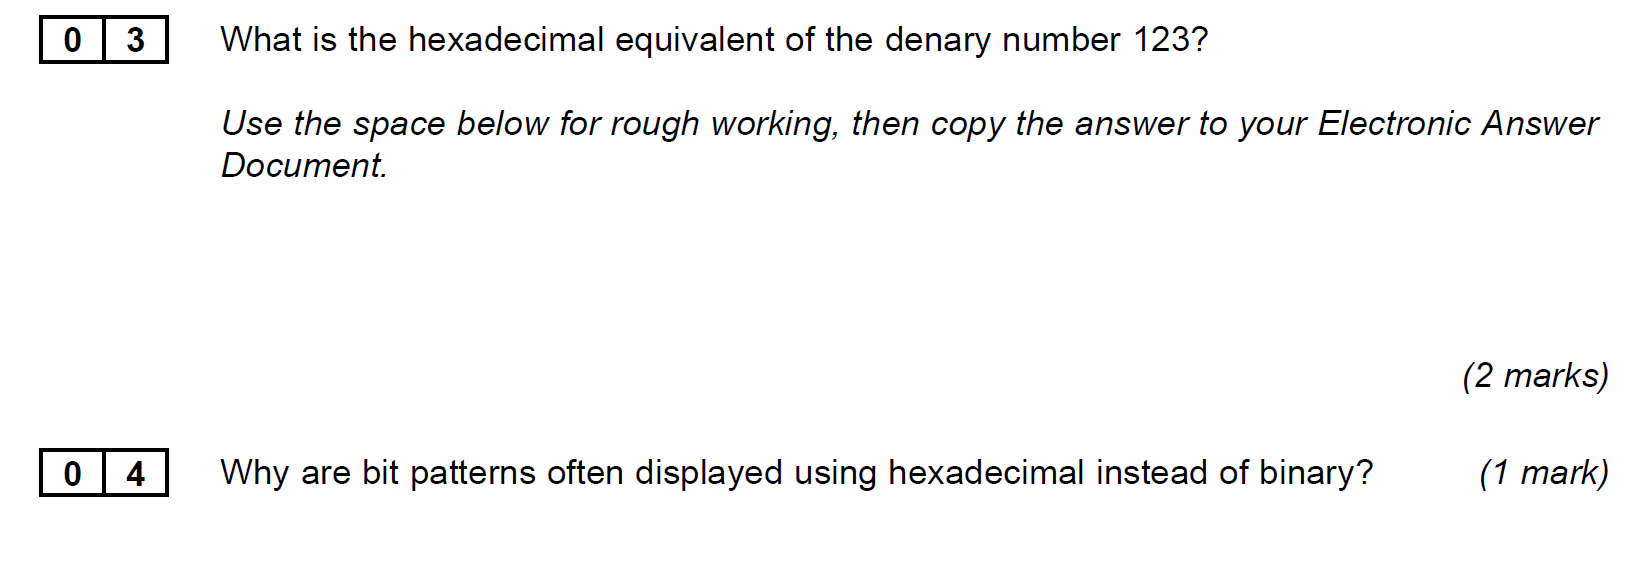 0 3 What is the hexadecimal equivalent of the denary number 123?
Use the space below for rough working, then copy the answer to your Electronic Answer
Document.
(2 marks)
0 4 Why are bit patterns often displayed using hexadecimal instead of binary? (1 mark)